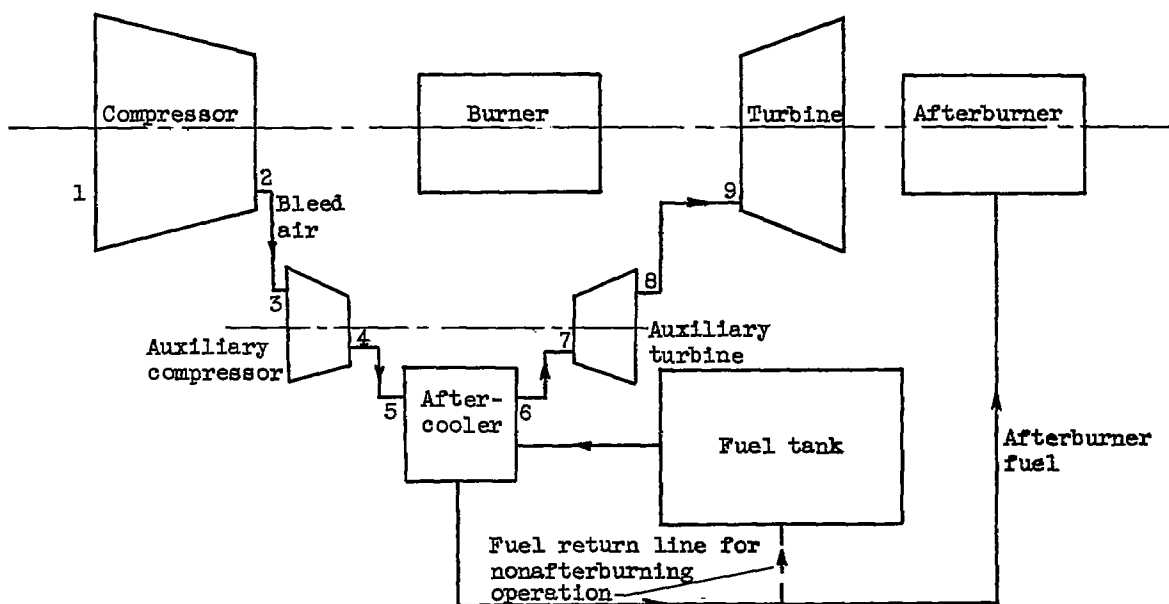 Compressor
Burner
Turbine
Afterburner
1
2
9
Bleed
air
3
8
4
7
Auxiliary
compressor
Auxiliary
turbine
5
After-
cooler
6
Fuel tank
Afterburner
fuel
Fuel return line for
nonafterburning
operation